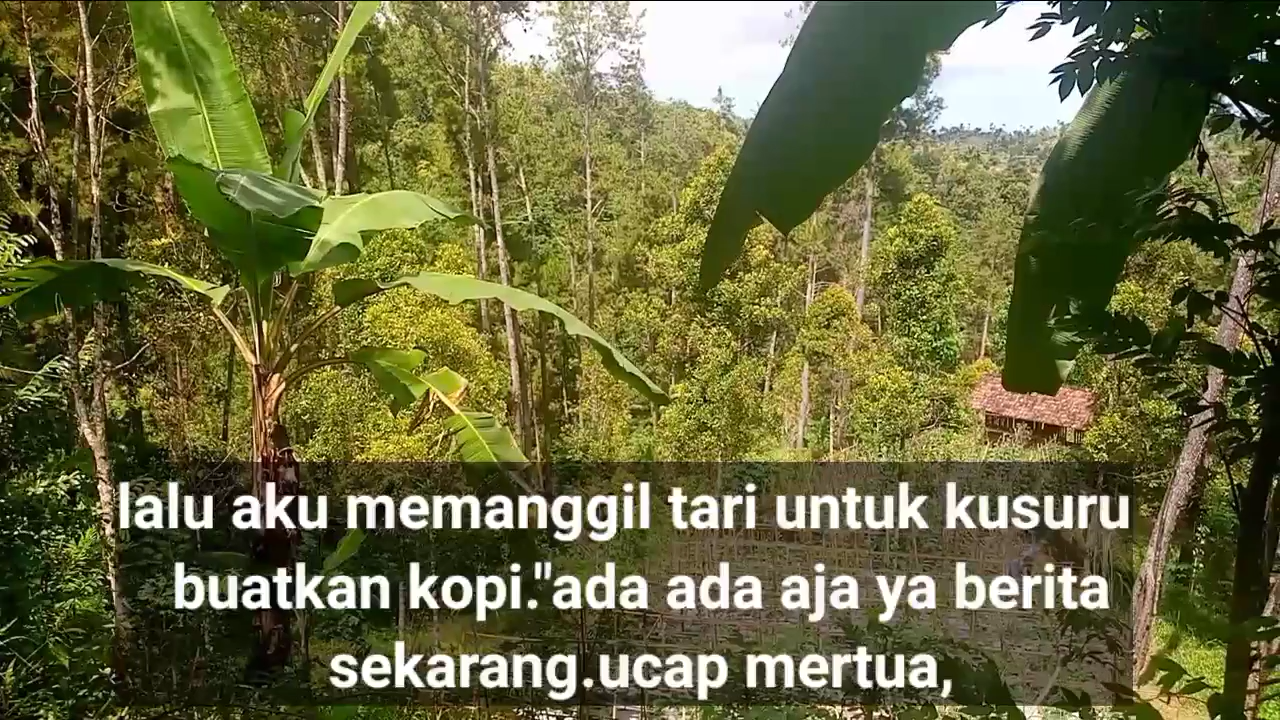 lalu aku memanggil tari untuk kusuru
buatkan kopi."ada ada aja ya berita
sekarang.ucap mertua,